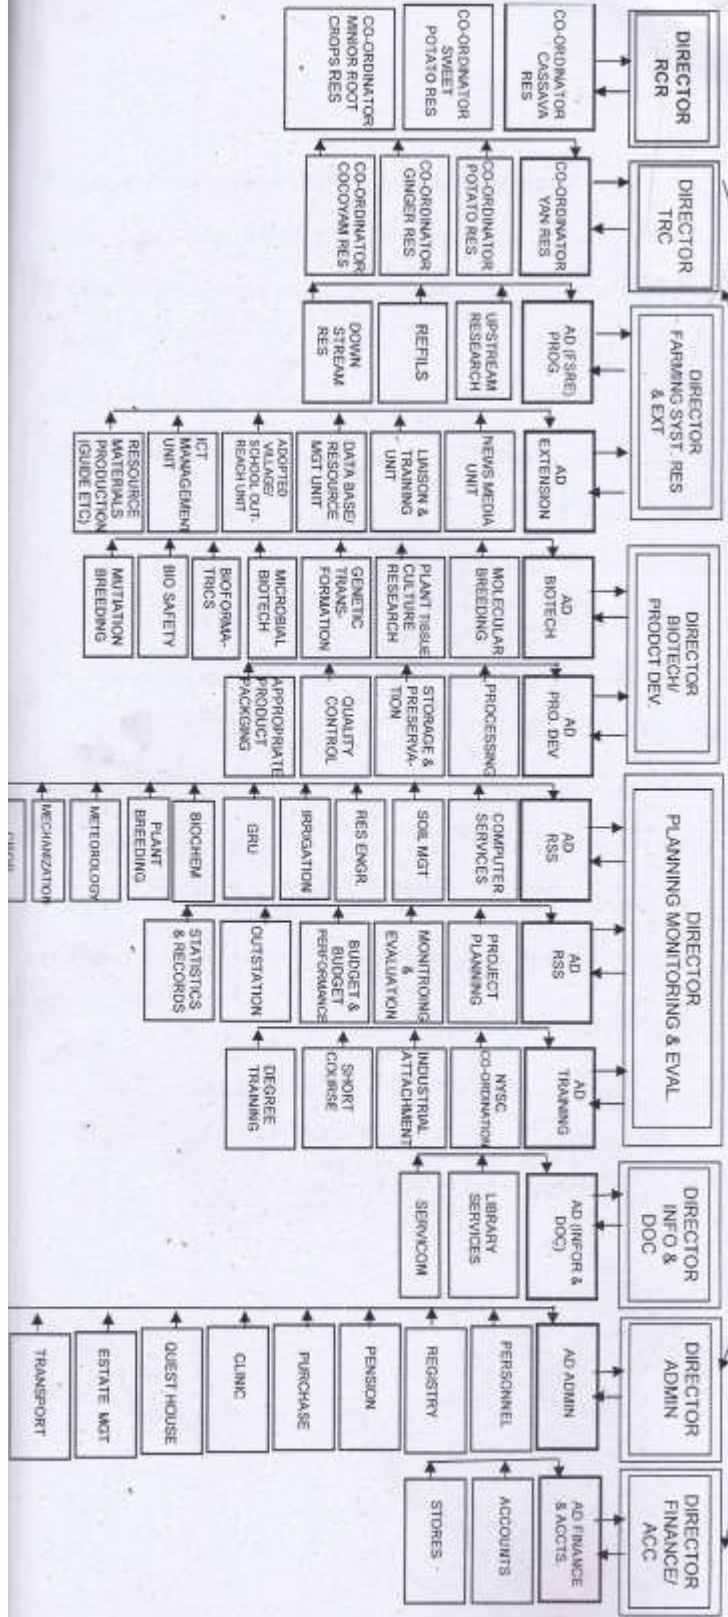 DIRECTOR
RCR
CO-ORDINATOR
CASSAVA
RES
CO-ORDINATOR
SWEET
POTATO RES
CO-ORDINATOR
MINIOR ROOT
CROPS RES
DIRECTOR
TRC
CO-ORDINATOR
YAN RES
CO-ORDINATOR
POTATO RES
CO-ORDINATOR
GINGER RES
CO-ORDINATOR
COCOYAM RES
DIRECTOR
FARMING SYST. RES
& EXT
AD (FSRE)
PROG
UPSTREAM
RESEARCH
REFILS
DOWN
STREAM
RES
AD
EXTENSION
NEWS MEDIA
UNIT
LIAISON &
TRAINING
UNIT
DATA BASE/
RESOURCE
MGT UNIT
ADOPTED
VILLAGE/
SCHOOL OUT-
REACH UNIT
ICT
MANAGEMENT
UNIT
RESOURCE
MATERIALS
PRODUCTION
(GUIDE ETC)
DIRECTOR
BIOTECH/
PRODCT DEV.
AD
BIOTECH
MOLECULAR
BREEDING
PLANT TISSUE
CULTURE
RESEARCH
GENETIC
TRANS-
FORMATION
MICROBIAL
BIOTECH
BIOFORMA-
TRICS
BIO SAFETY
MUTIATION
BREEDING
AD
PRO. DEV
PROCESSING
STORAGE &
PRESERVA-
TION
QUALITY
CONTROL
APPROPRIATE
PRODUCT
PACKGING
DIRECTOR
PLANNING MONITORING & EVAL
AD
RSS
COMPUTER
SERVICES
SOIL MGT
RES ENGR.
IRRIGATION
GRU
BIOCHEM
PLANT
BREEDING
METEOROLOGY
MECHANIZATION
AD
RSS
PROJECT
PLANNING
MONITROING
&
EVALUATION
BUDGET &
BUDGET
PERFORMANCE
OUTSTATION
STATISTICS
& RECORDS
AD
TRAINING
NYSC
CO-ORDINATION
INDUSTRIAL
ATTACHMENT
SHORT
COURSE
DEGREE
TRAINING
DIRECTOR
INFO &
DOC
AD (INFOR &
DOC)
LIBRARY
SERVICES
SERVICOM
DIRECTOR
ADMIN
AD ADMIN
PERSONNEL
REGISTRY
PENSION
PURCHASE
CLINIC
QUEST HOUSE
ESTATE MGT
TRANSPORT
DIRECTOR
FINANCE/
ACC
AD FINANCE
& ACCTS.
ACCOUNTS
STORES